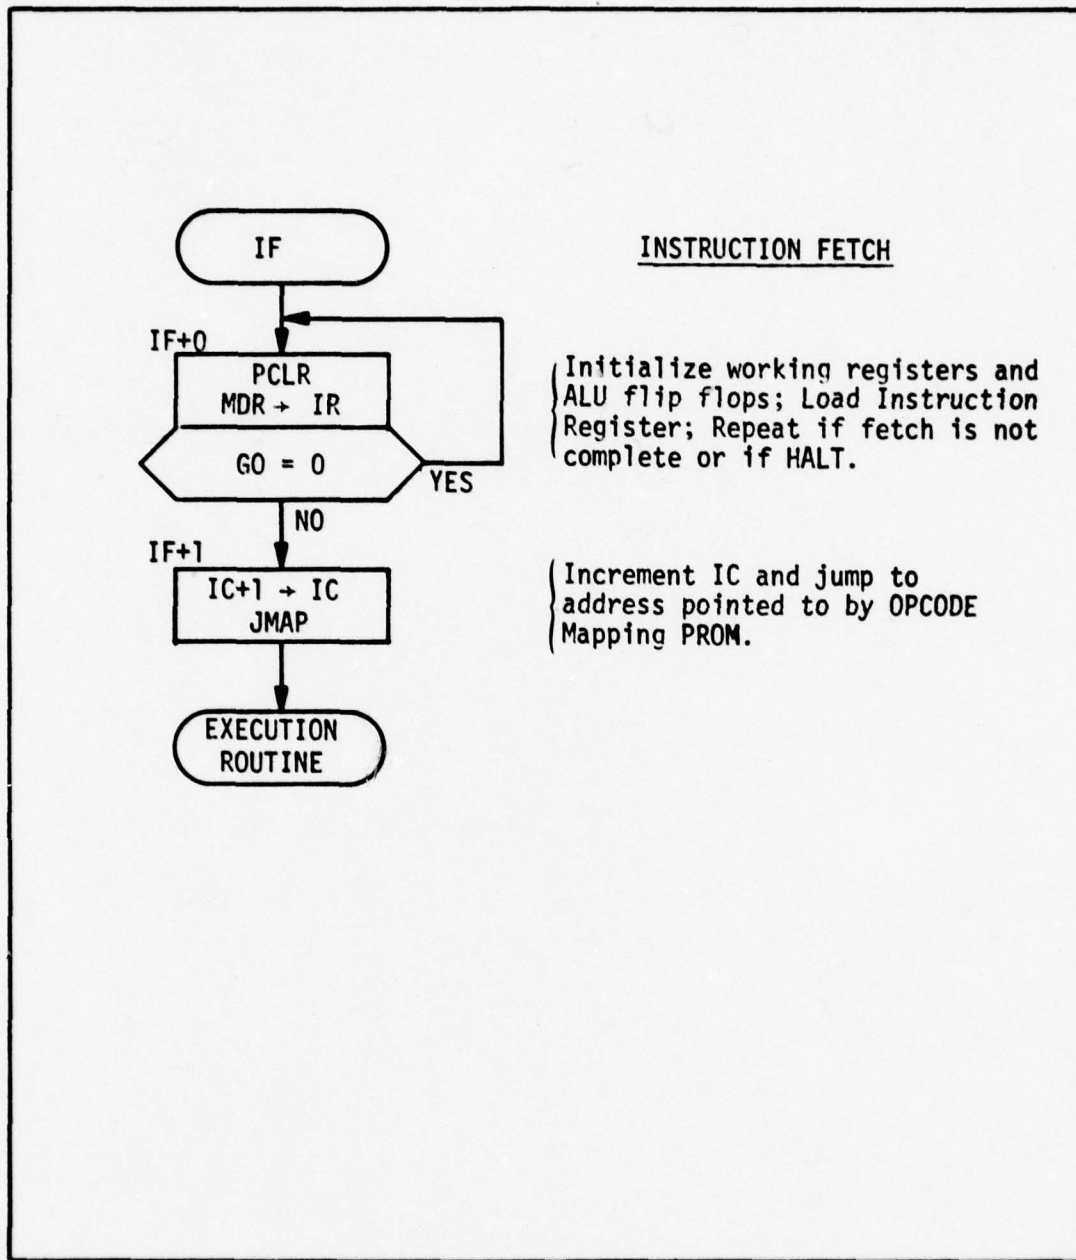 IF
INSTRUCTION FETCH
IF+0
PCLR
MDR → IR
GO = 0
YES
NO
Initialize working registers and
ALU flip flops; Load Instruction
Register; Repeat if fetch is not
complete or if HALT.
IF+1
IC+1 → IC
JMAP
Increment IC and jump to
address pointed to by OPCODE
Mapping PROM.
EXECUTION
ROUTINE